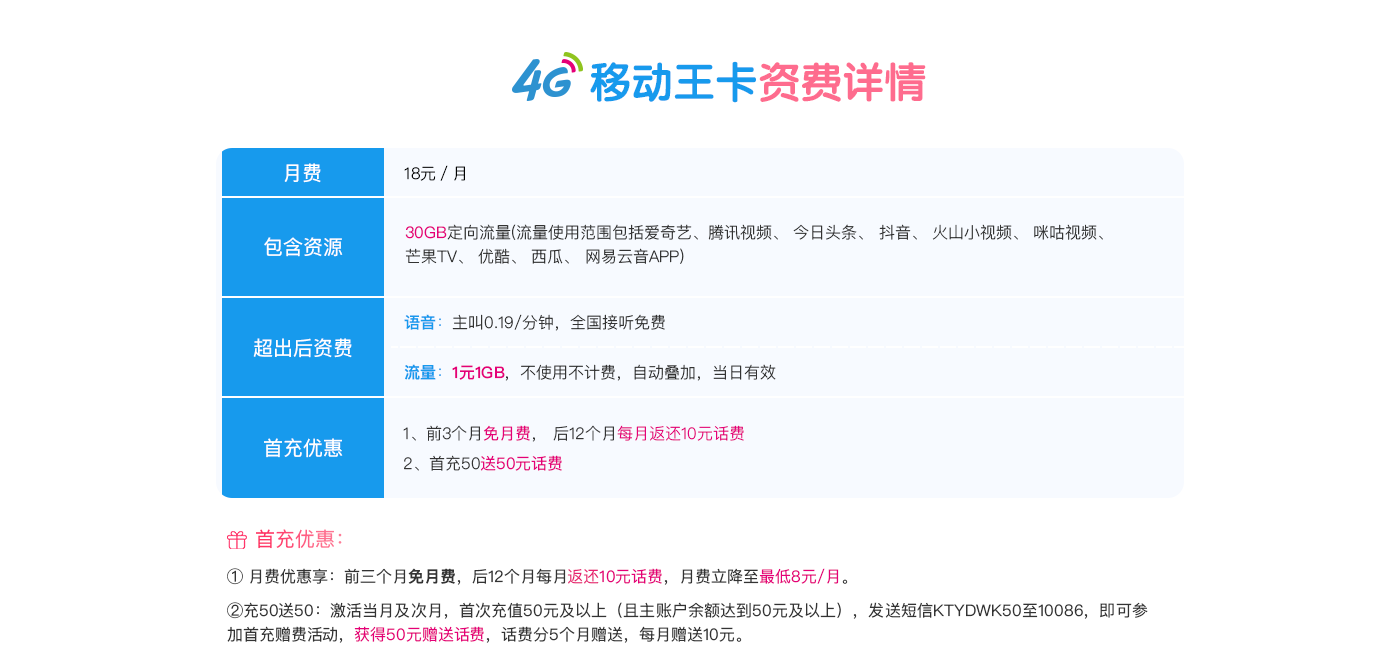 4G 移动王卡资费详情
月费
18元 / 月
包含资源
30GB定向流量(流量使用范围包括爱奇艺、腾讯视频、 今日头条、 抖音、 火山小视频、 咪咕视频、
芒果TV、 优酷、 西瓜、 网易云音APP)
超出后资费
语音：主叫0.19/分钟，全国接听免费
流量：1元1GB，不使用不计费，自动叠加，当日有效
首充优惠
1、前3个月免月费， 后12个月每月返还10元话费
2、首充50送50元话费
首充优惠：
① 月费优惠享：前三个月免月费，后12个月每月返还10元话费，月费立降至最低8元/月。
②充50送50：激活当月及次月，首次充值50元及以上（且主账户余额达到50元及以上），发送短信KTYDWK50至10086，即可参
加首充赠费活动，获得50元赠送话费，话费分5个月赠送，每月赠送10元。